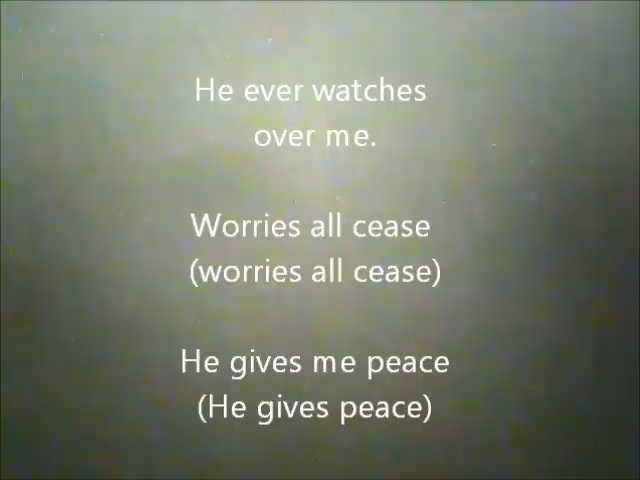 He ever watches
over me.
Worries all cease
(worries all cease)
He gives me peace
(He gives peace)